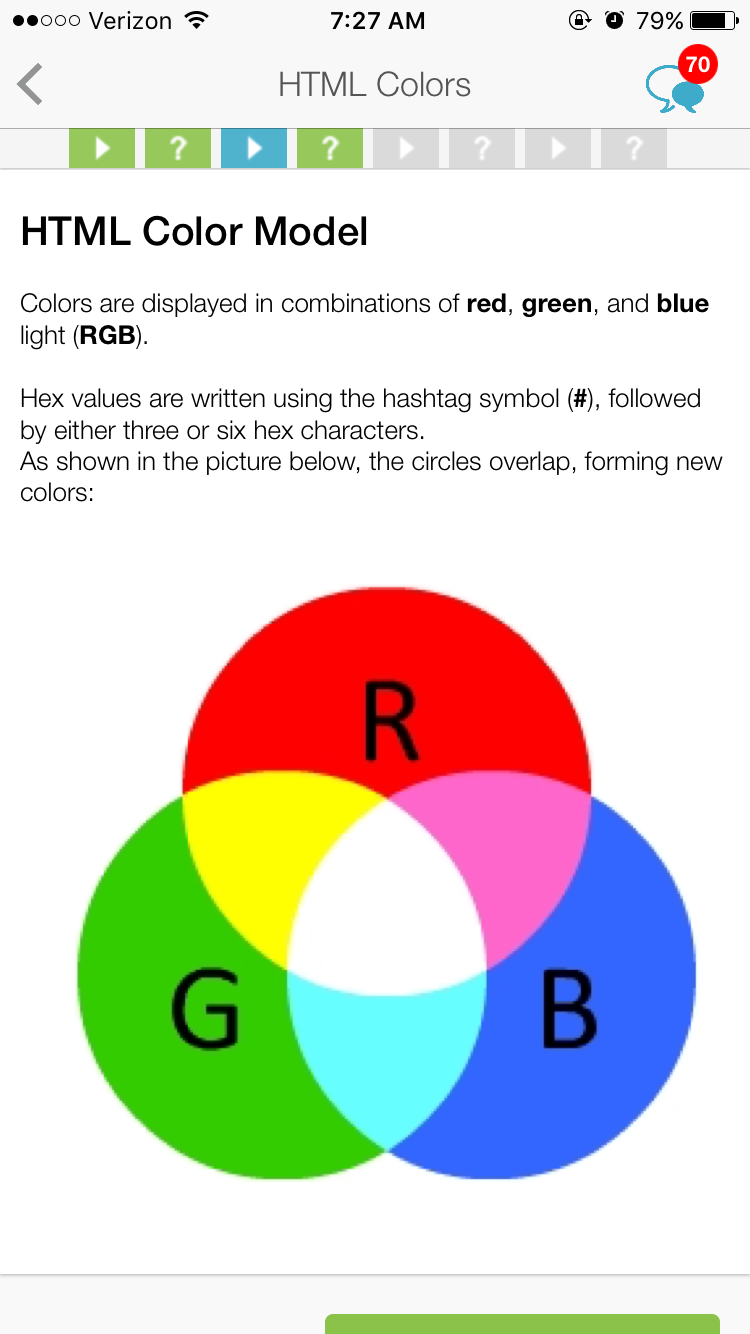 Verizon 7:27 AM 79%
HTML Colors 70
? ? ? ?
HTML Color Model
Colors are displayed in combinations of red, green, and blue
light (RGB).
Hex values are written using the hashtag symbol (#), followed
by either three or six hex characters.
As shown in the picture below, the circles overlap, forming new
colors:
R
G B